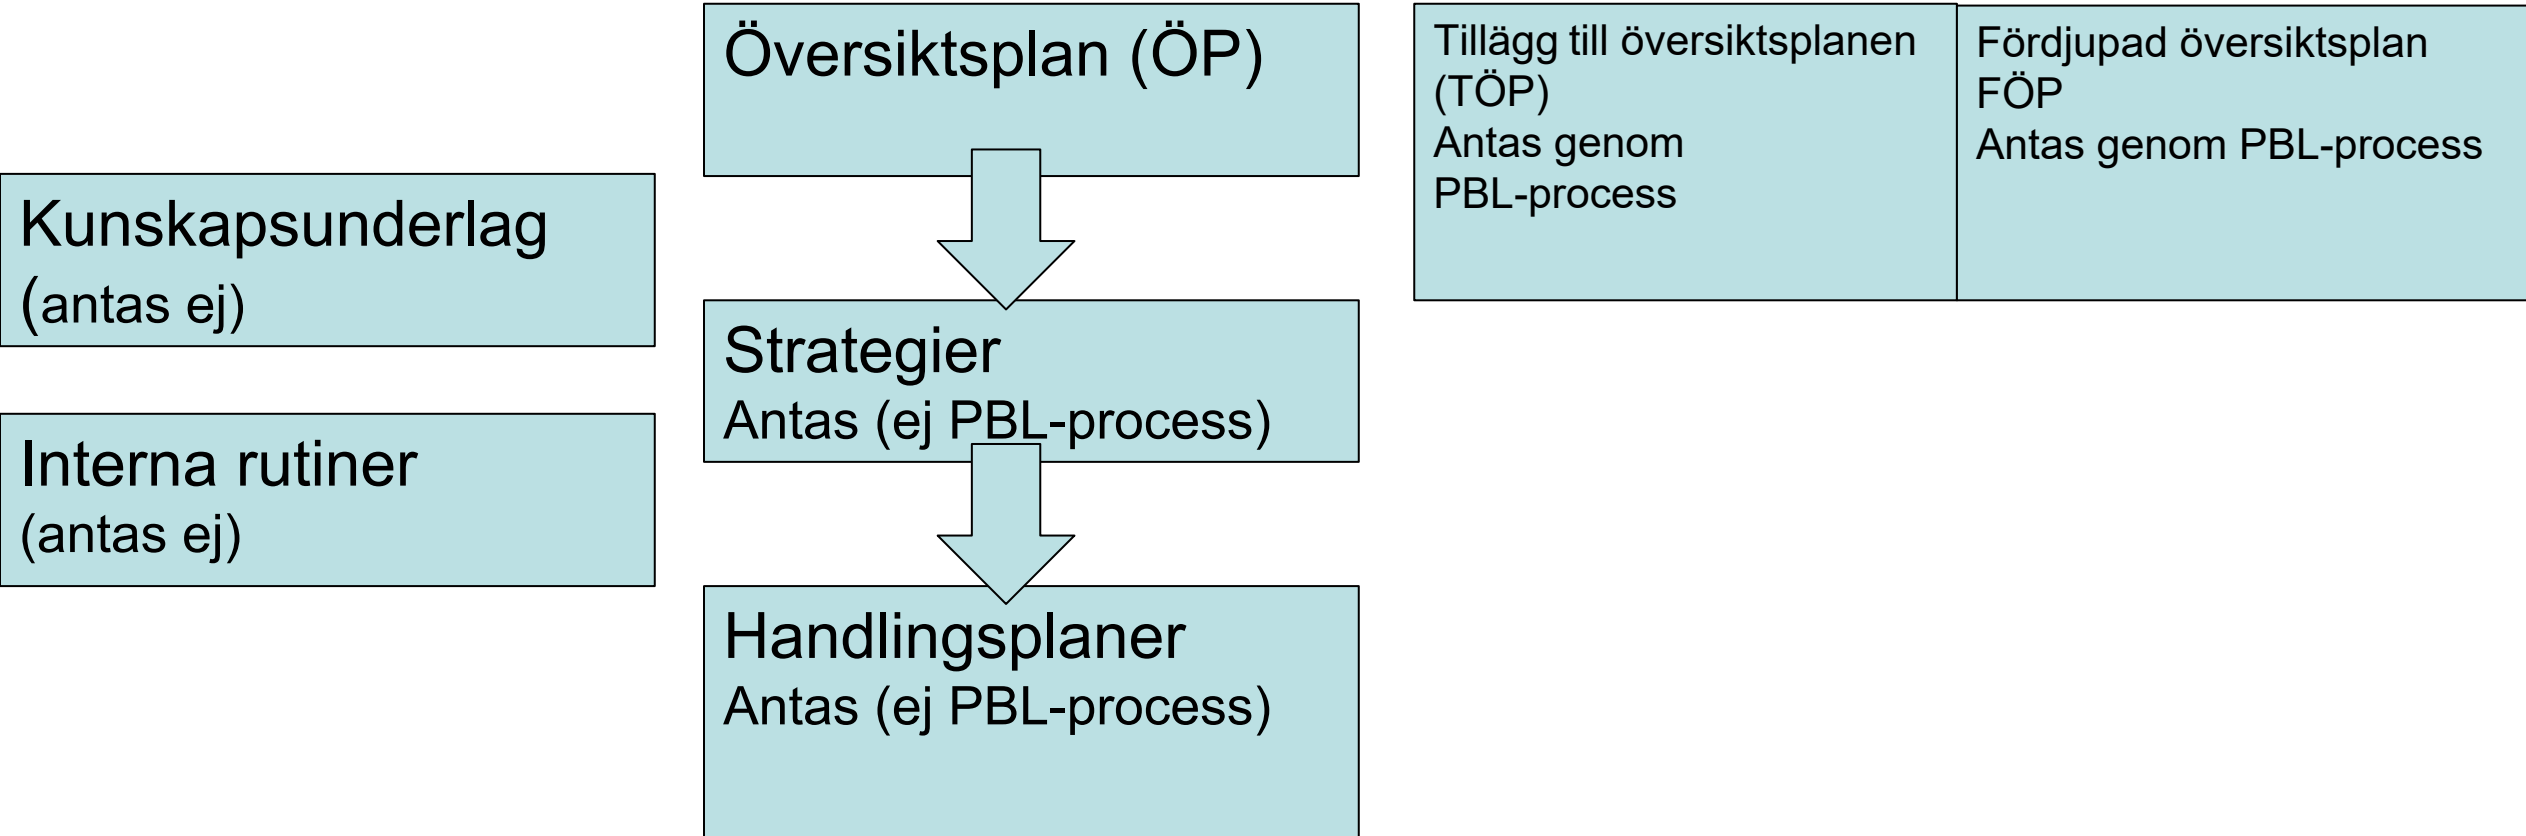 Översiktsplan (ÖP)
Tillägg till översiktsplanen
(TÖP)
Antas genom
PBL-process
Fördjupad översiktsplan
FÖP
Antas genom PBL-process
Kunskapsunderlag
(antas ej)
Strategier
Antas (ej PBL-process)
Interna rutiner
(antas ej)
Handlingsplaner
Antas (ej PBL-process)